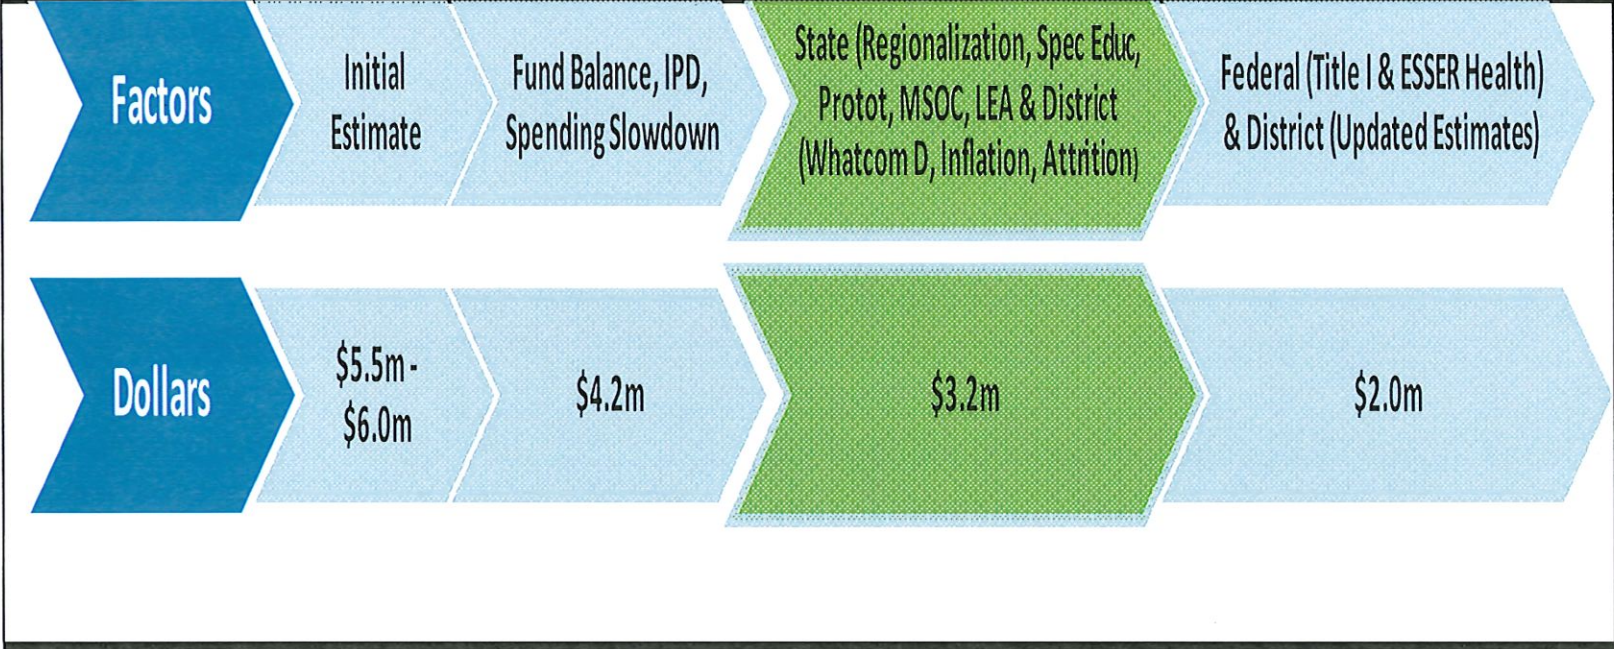 Factors
Initial
Estimate
Fund Balance, IPD,
Spending Slowdown
State (Regionalization, Spec Educ,
Protot, MSOC, LEA & District
(Whatcom D, Inflation, Attrition)
Federal (Title I & ESSER Health)
& District (Updated Estimates)
Dollars
$5.5m -
$6.0m
$4.2m
$3.2m
$2.0m